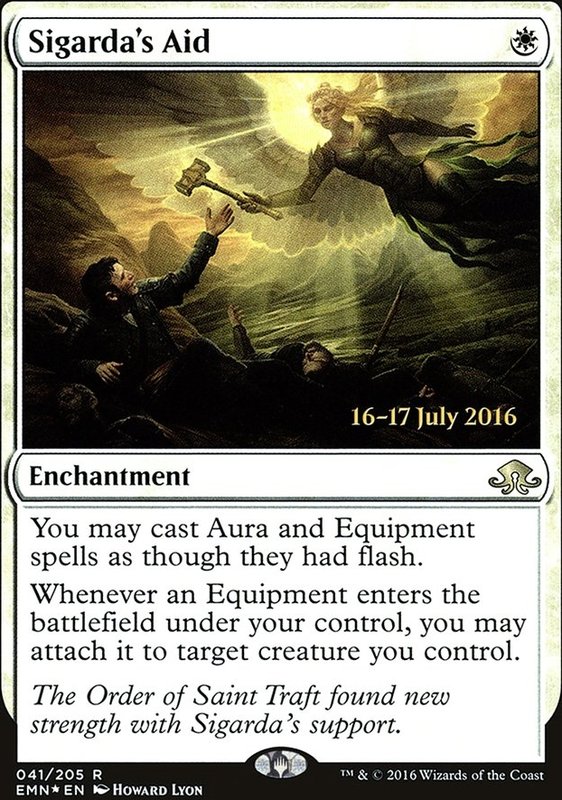 Sigarda's Aid
16–17 July 2016
Enchantment
You may cast Aura and Equipment
spells as though they had flash.
Whenever an Equipment enters the
battlefield under your control, you may
attach it to target creature you control.
The Order of Saint Traft found new
strength with Sigarda's support.
041/205 R
EMN★EN Howard Lyon
™ & © 2016 Wizards of the Coast